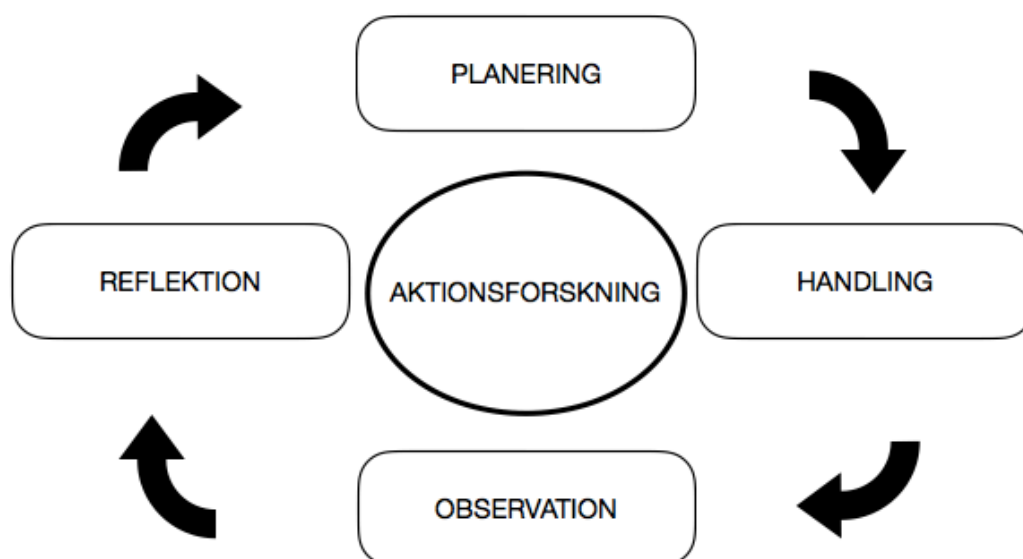 PLANERING
REFLEKTION
AKTIONSFORSKNING
HANDLING
OBSERVATION